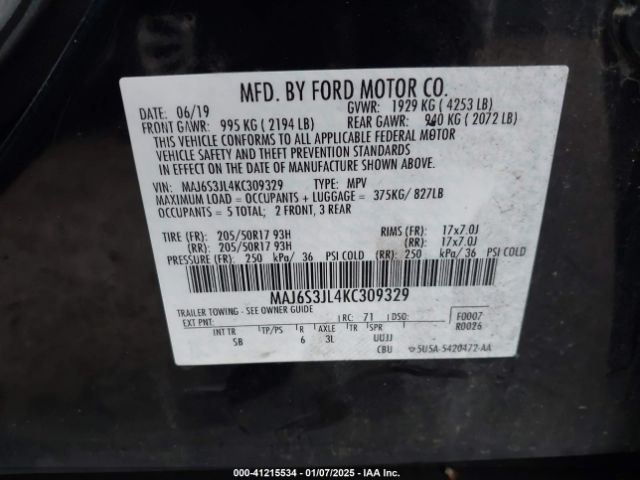 MFD. BY FORD MOTOR CO.
DATE: 06/19 GVWR: 1929 KG ( 4253 LB)
FRONT GAWR: 995 KG ( 2194 LB) REAR GAWR: 940 KG ( 2072 LB)
THIS VEHICLE CONFORMS TO ALL APPLICABLE FEDERAL MOTOR
VEHICLE SAFETY AND THEFT PREVENTION STANDARDS
IN EFFECT ON THE DATE OF MANUFACTURE SHOWN ABOVE.
VIN: MAJ6S3JL4KC309329 TYPE: MPV
MAXIMUM LOAD = OCCUPANTS + LUGGAGE = 375KG/ 827LB
OCCUPANTS = 5 TOTAL; 2 FRONT, 3 REAR
TIRE (FR): 205/50R17 93H RIMS (FR): 17x7.0J
(RR): 205/50R17 93H (RR): 17x7.0J
PRESSURE (FR): 250 kPa/ 36 PSI COLD (RR): 250 kPa/ 36 PSI COLD
MAJ6S3JL4KC309329
TRAILER TOWING - SEE OWNER GUIDE
EXT PNT: RC: 71 DSO: F0007
R0026
INT TR TP/PS R AXLE TR SPR
SB 6 3L UUJJ
CBU 5U5A-5420472-AA
000-41215534 - 01/07/2025 - IAA Inc.